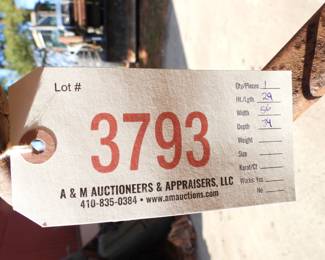 Lot #
3793
A & M AUCTIONEERS & APPRAISERS, LLC
410-835-0384 • www.amauctions.com
Qty/Pieces 1
Ht./Lgth. 29
Width 56
Depth 34
Weight
Size
Karat/Ct
Works: Yes
No